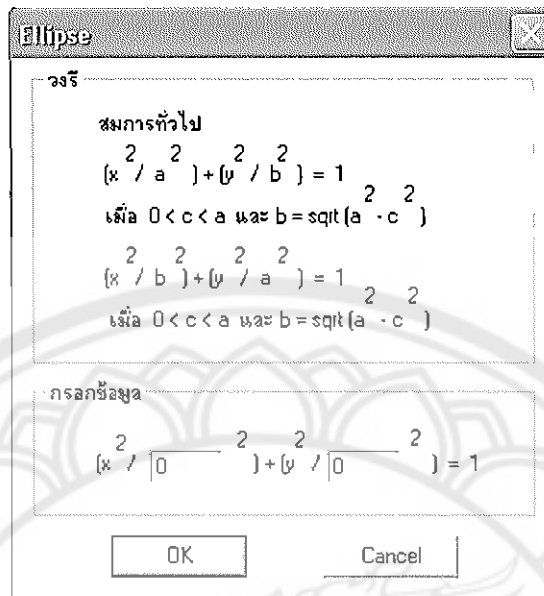 Ellipse
วงรี
สมการทั่วไป
(x^2 / a^2) + (y^2 / b^2) = 1
เมื่อ 0 < c < a และ b = sqrt (a^2 - c^2)
(x^2 / b^2) + (y^2 / a^2) = 1
เมื่อ 0 < c < a และ b = sqrt (a^2 - c^2)
กรอกข้อมูล
(x^2 / 0 ^2) + (y^2 / 0 ^2) = 1
OK Cancel